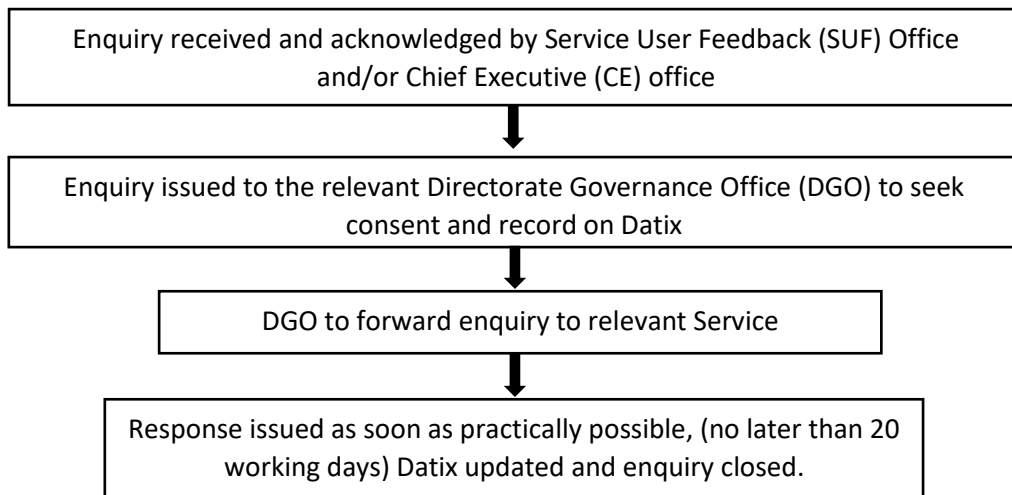 Enquiry received and acknowledged by Service User Feedback (SUF) Office
and/or Chief Executive (CE) office
Enquiry issued to the relevant Directorate Governance Office (DGO) to seek
consent and record on Datix
DGO to forward enquiry to relevant Service
Response issued as soon as practically possible, (no later than 20
working days) Datix updated and enquiry closed.